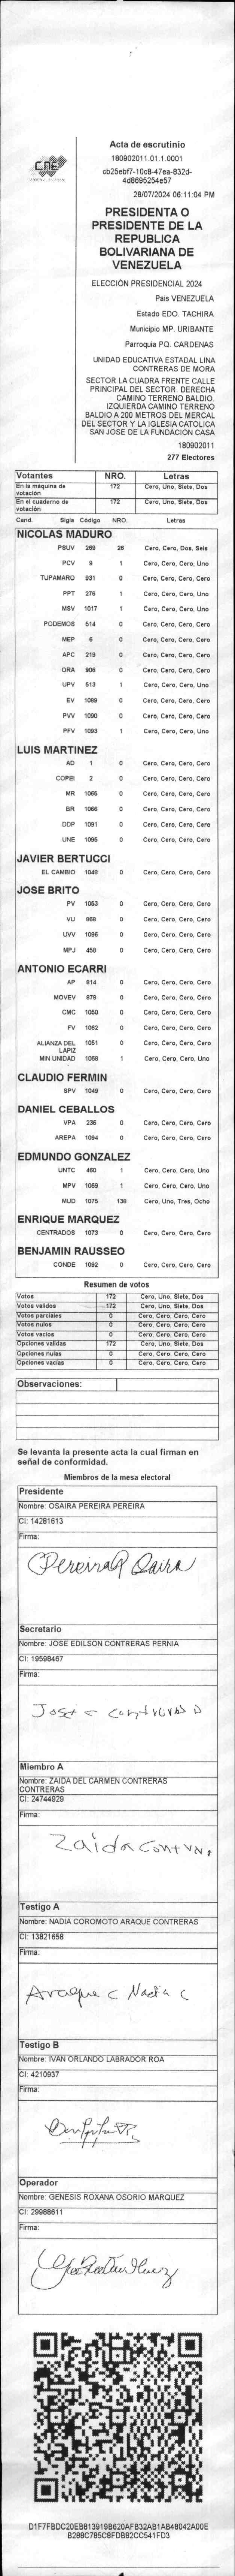 CNE
Acta de escrutinio
180902011.01.1.0001
cb25ebf7-10c8-47ea-832d-
4d8695254e57
28/07/2024 06:11:04 PM
PRESIDENTA O
PRESIDENTE DE LA
REPUBLICA
BOLIVARIANA DE
VENEZUELA
ELECCIÓN PRESIDENCIAL 2024
Pais VENEZUELA
Estado EDO. TACHIRA
Municipio MP. URIBANTE
Parroquia PQ. CARDENAS
UNIDAD EDUCATIVA ESTADAL LINA
CONTRERAS DE MORA
SECTOR LA CUADRA FRENTE CALLE
PRINCIPAL DEL SECTOR. DERECHA
CAMINO TERRENO BALDIO.
IZQUIERDA CAMINO TERRENO
BALDIO A 200 METROS DEL MERCAL
DEL SECTOR Y LA IGLESIA CATOLICA
SAN JOSE DE LA FUNDACION CASA
180902011
277 Electores
Votantes NRO. Letras
En la máquina de votación 172 Cero, Uno, Siete, Dos
En el cuaderno de votación 172 Cero, Uno, Siete, Dos
Cand. Sigla Código NRO. Letras
NICOLAS MADURO
PSUV 269 26 Cero, Cero, Dos, Seis
PCV 9 1 Cero, Cero, Cero, Uno
TUPAMARO 931 0 Cero, Cero, Cero, Cero
PPT 276 1 Cero, Cero, Cero, Uno
MSV 1017 1 Cero, Cero, Cero, Uno
PODEMOS 514 0 Cero, Cero, Cero, Cero
MEP 6 0 Cero, Cero, Cero, Cero
APC 219 0 Cero, Cero, Cero, Cero
ORA 906 0 Cero, Cero, Cero, Cero
UPV 513 1 Cero, Cero, Cero, Uno
EV 1089 0 Cero, Cero, Cero, Cero
PVV 1090 0 Cero, Cero, Cero, Cero
PFV 1093 1 Cero, Cero, Cero, Uno
LUIS MARTINEZ
AD 1 0 Cero, Cero, Cero, Cero
COPEI 2 0 Cero, Cero, Cero, Cero
MR 1065 0 Cero, Cero, Cero, Cero
BR 1066 0 Cero, Cero, Cero, Cero
DDP 1091 0 Cero, Cero, Cero, Cero
UNE 1095 0 Cero, Cero, Cero, Cero
JAVIER BERTUCCI
EL CAMBIO 1048 0 Cero, Cero, Cero, Cero
JOSE BRITO
PV 1053 0 Cero, Cero, Cero, Cero
VU 868 0 Cero, Cero, Cero, Cero
UVV 1096 0 Cero, Cero, Cero, Cero
MPJ 458 0 Cero, Cero, Cero, Cero
ANTONIO ECARRI
AP 814 0 Cero, Cero, Cero, Cero
MOVEV 879 0 Cero, Cero, Cero, Cero
CMC 1050 0 Cero, Cero, Cero, Cero
FV 1062 0 Cero, Cero, Cero, Cero
ALIANZA DEL LAPIZ 1051 0 Cero, Cero, Cero, Cero
MIN UNIDAD 1068 1 Cero, Cero, Cero, Uno
CLAUDIO FERMIN
SPV 1049 0 Cero, Cero, Cero, Cero
DANIEL CEBALLOS
VPA 236 0 Cero, Cero, Cero, Cero
AREPA 1094 0 Cero, Cero, Cero, Cero
EDMUNDO GONZALEZ
UNTC 460 1 Cero, Cero, Cero, Uno
MPV 1069 1 Cero, Cero, Cero, Uno
MUD 1075 138 Cero, Uno, Tres, Ocho
ENRIQUE MARQUEZ
CENTRADOS 1073 0 Cero, Cero, Cero, Cero
BENJAMIN RAUSSEO
CONDE 1092 0 Cero, Cero, Cero, Cero
Resumen de votos
Votos 172 Cero, Uno, Siete, Dos
Votos validos 172 Cero, Uno, Siete, Dos
Votos parciales 0 Cero, Cero, Cero, Cero
Votos nulos 0 Cero, Cero, Cero, Cero
Votos vacios 0 Cero, Cero, Cero, Cero
Opciones validas 172 Cero, Uno, Siete, Dos
Opciones nulas 0 Cero, Cero, Cero, Cero
Opciones vacias 0 Cero, Cero, Cero, Cero
Observaciones:
Se levanta la presente acta la cual firman en
señal de conformidad.
Miembros de la mesa electoral
Presidente
Nombre: OSAIRA PEREIRA PEREIRA
CI: 14281613
Firma:
Secretario
Nombre: JOSE EDILSON CONTRERAS PERNIA
CI: 19598467
Firma:
Miembro A
Nombre: ZAIDA DEL CARMEN CONTRERAS
CONTRERAS
CI: 24744929
Firma:
Zaida
Testigo A
Nombre: NADIA COROMOTO ARAQUE CONTRERAS
CI: 13821658
Firma:
Araque C Nadia C
Testigo B
Nombre: IVAN ORLANDO LABRADOR ROA
CI: 4210937
Firma:
Operador
Nombre: GENESIS ROXANA OSORIO MARQUEZ
CI: 29988611
Firma:
D1F7FBDC20EB813919B620AFB32AB1AB48042A00E
B288C785C8FDB82CC541FD3